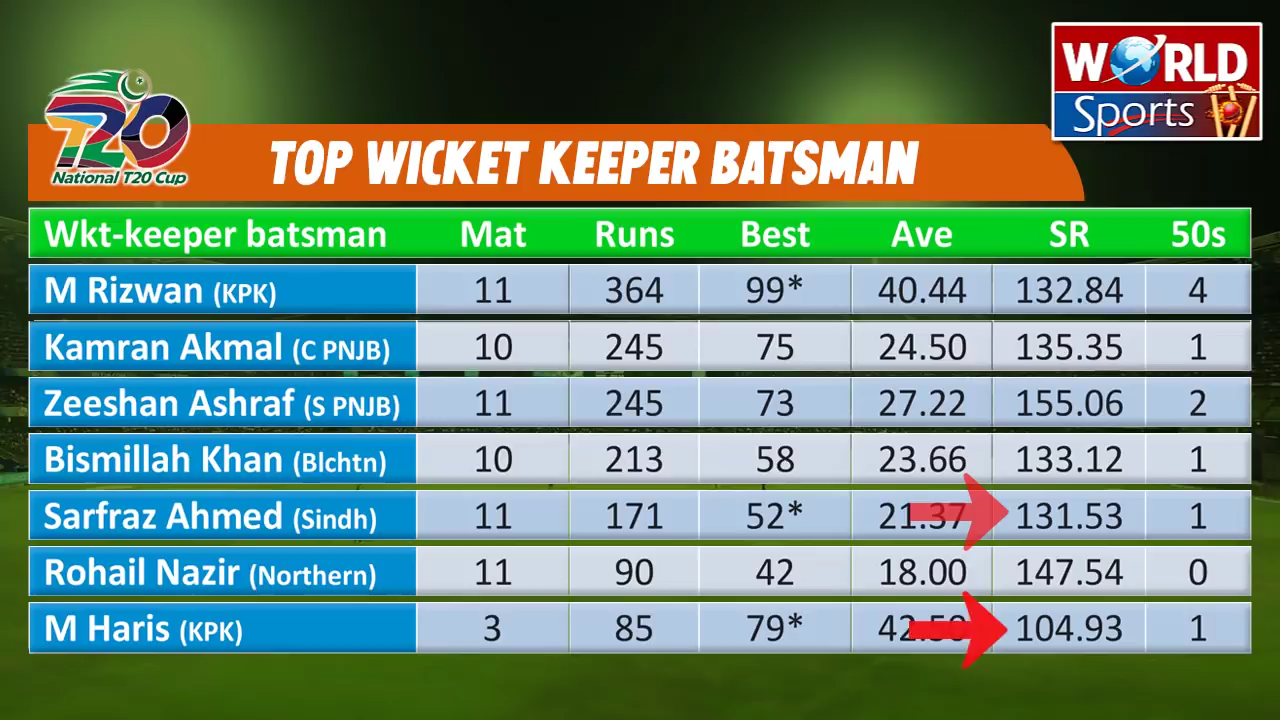 WORLD
Sports
T20
National T20 Cup
TOP WICKET KEEPER BATSMAN
Wkt-keeper batsman Mat Runs Best Ave SR 50s
M Rizwan (KPK) 11 364 99* 40.44 132.84 4
Kamran Akmal (C PNJB) 10 245 75 24.50 135.35 1
Zeeshan Ashraf (S PNJB) 11 245 73 27.22 155.06 2
Bismillah Khan (Blchtn) 10 213 58 23.66 133.12 1
Sarfraz Ahmed (Sindh) 11 171 52* 21.37 131.53 1
Rohail Nazir (Northern) 11 90 42 18.00 147.54 0
M Haris (KPK) 3 85 79* 42.50 104.93 1